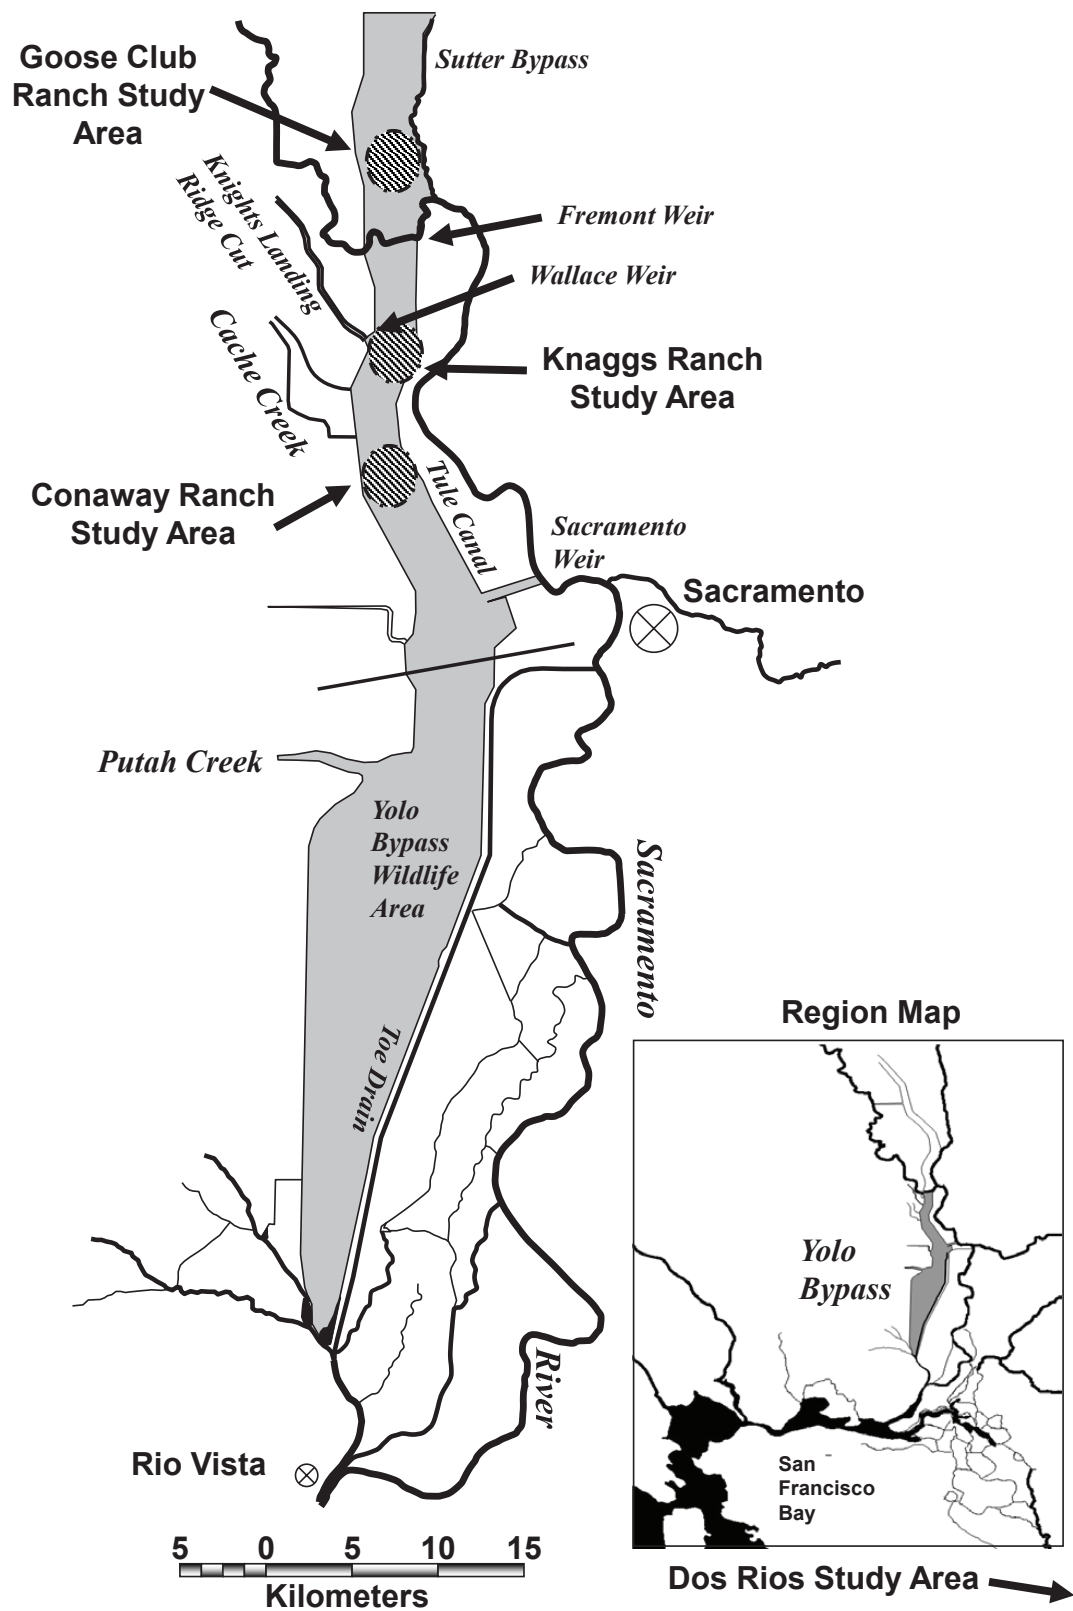 Goose Club
Ranch Study
Area
Sutter Bypass
Knights Landing
Ridge Cut
Fremont Weir
Wallace Weir
Cache Creek
Knaggs Ranch
Study Area
Conaway Ranch
Study Area
Tule Canal
Sacramento
Weir
Sacramento
Putah Creek
Yolo
Bypass
Wildlife
Area
Sacramento
Toe Drain
River
Rio Vista
5 0 5 10 15
Kilometers
Region Map
Yolo
Bypass
San
Francisco
Bay
Dos Rios Study Area